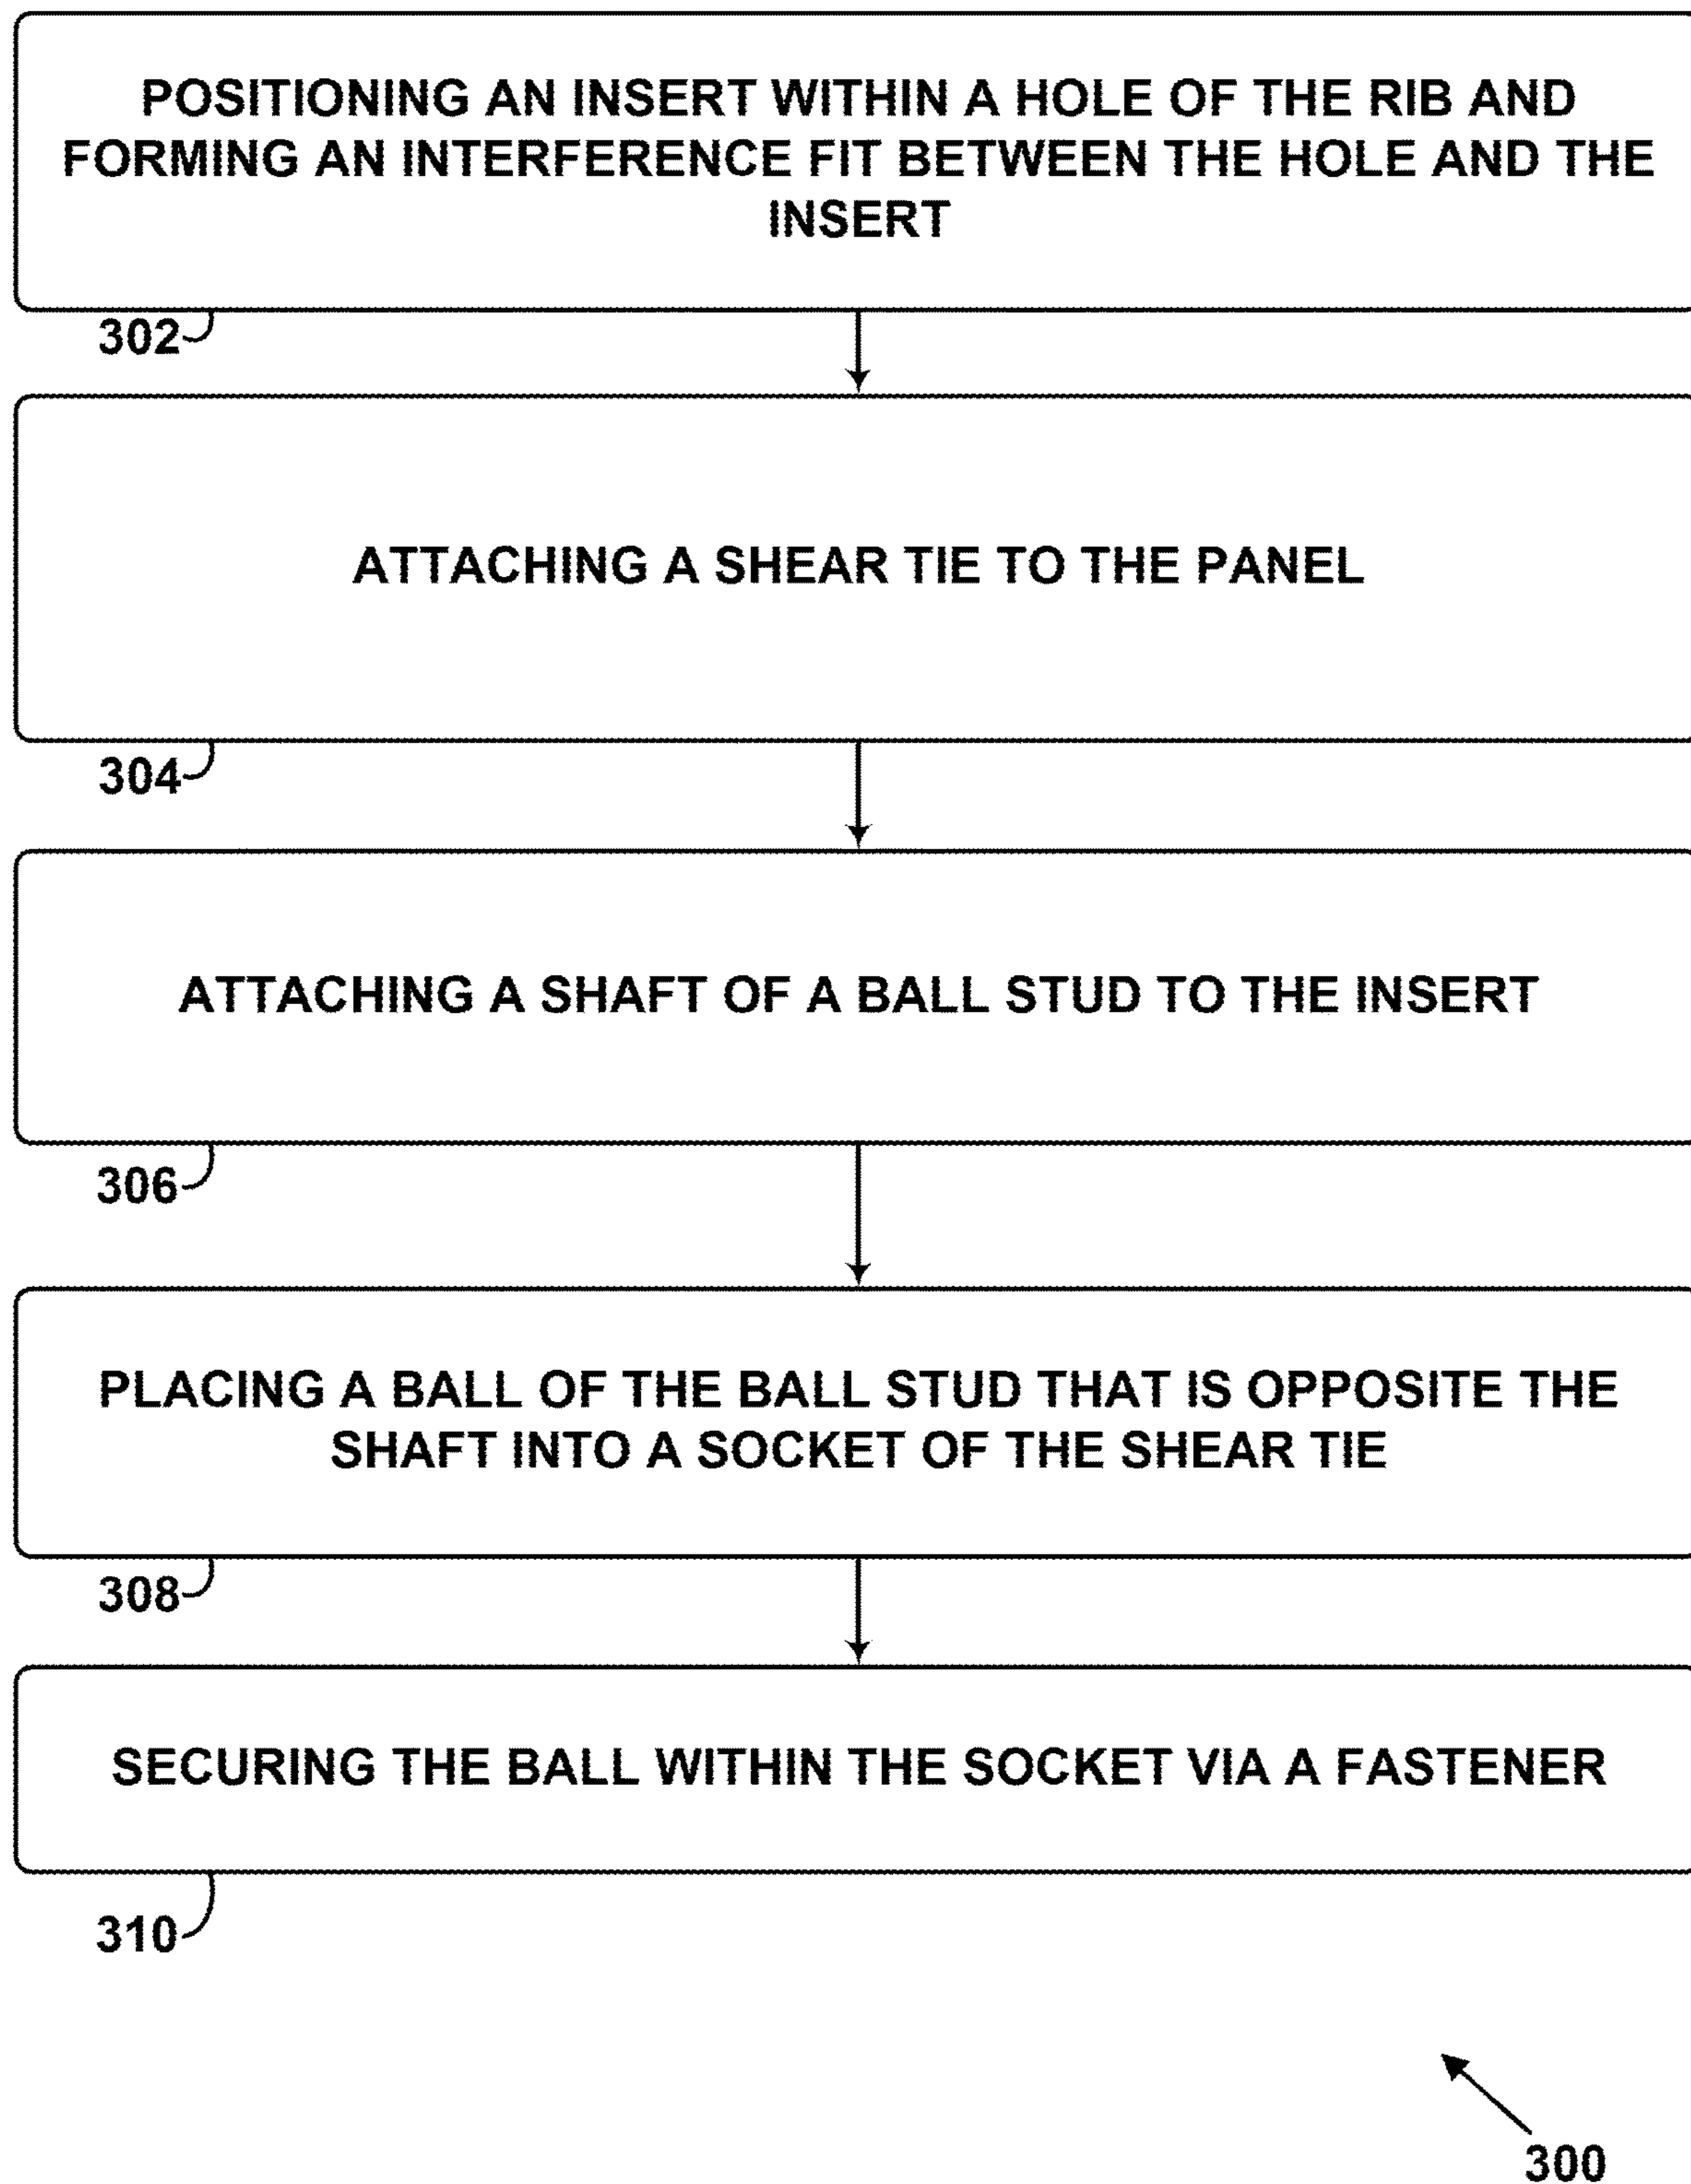 POSITIONING AN INSERT WITHIN A HOLE OF THE RIB AND
FORMING AN INTERFERENCE FIT BETWEEN THE HOLE AND THE
INSERT
302
ATTACHING A SHEAR TIE TO THE PANEL
304
ATTACHING A SHAFT OF A BALL STUD TO THE INSERT
306
PLACING A BALL OF THE BALL STUD THAT IS OPPOSITE THE
SHAFT INTO A SOCKET OF THE SHEAR TIE
308
SECURING THE BALL WITHIN THE SOCKET VIA A FASTENER
310
300